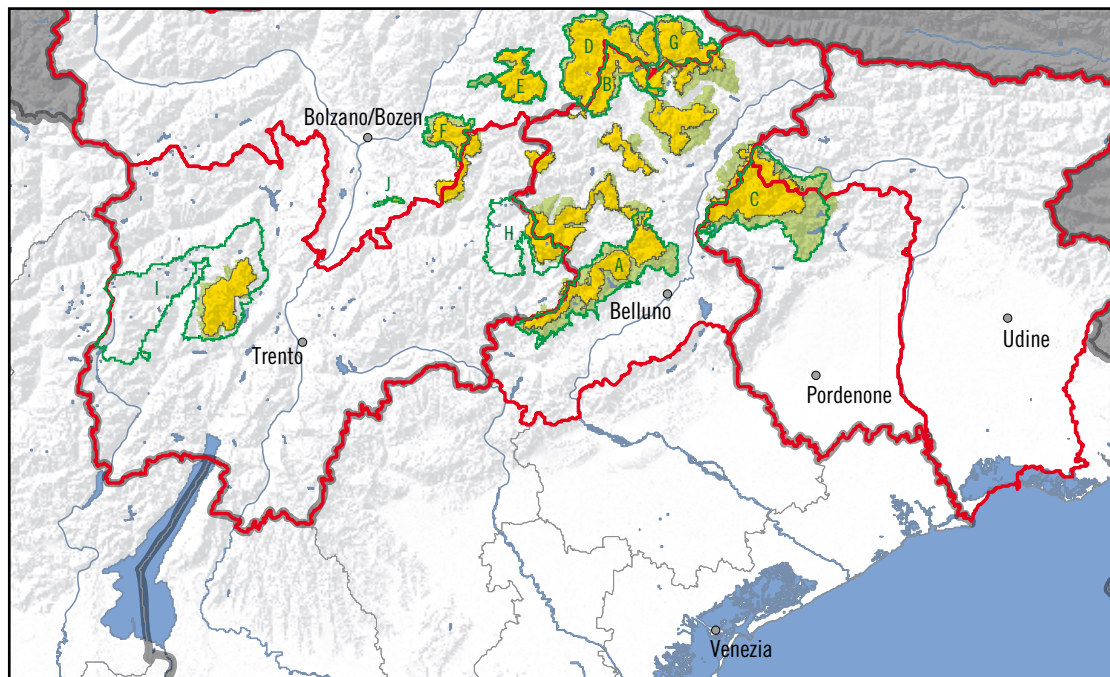 D
G
E
B
Bolzano/Bozen
F
J
C
H
A
I
Belluno
Trento
Udine
Pordenone
Venezia